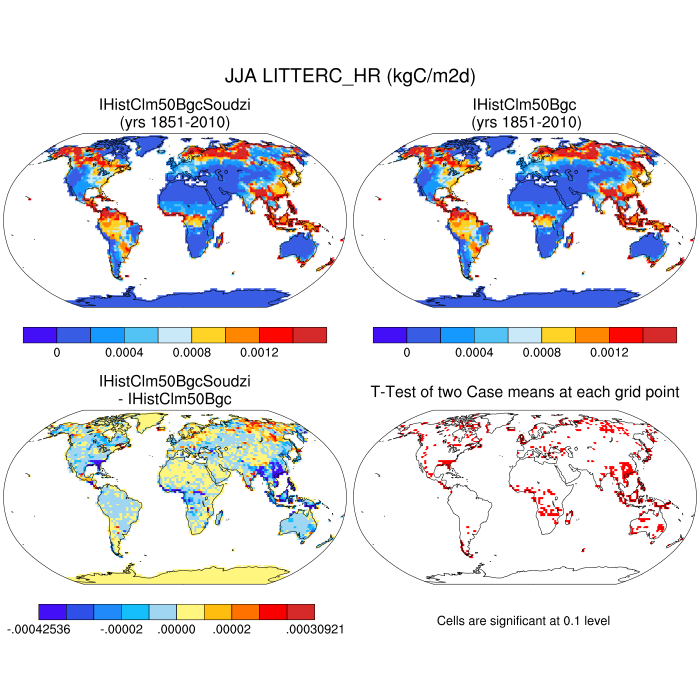 JJA LITTERC_HR (kgC/m2d)
IHistClm50BgcSoudzi
(yrs 1851-2010)
IHistClm50Bgc
(yrs 1851-2010)
0 0.0004 0.0008 0.0012
0 0.0004 0.0008 0.0012
IHistClm50BgcSoudzi
- IHistClm50Bgc
T-Test of two Case means at each grid point
-.00042536 -.00002 .00000 .00002 .00030921
Cells are significant at 0.1 level